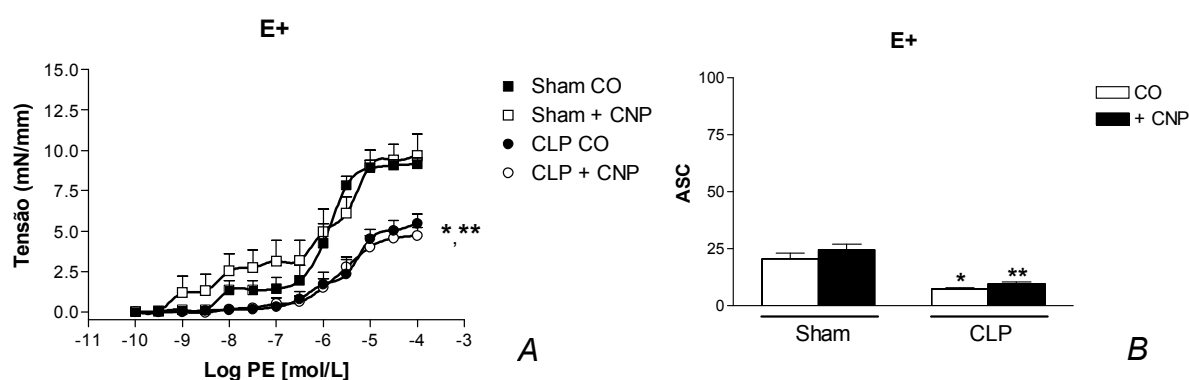 E+
15.0
12.5
10.0
7.5
5.0
2.5
0.0
Tensão (mN/mm)
-11 -10 -9 -8 -7 -6 -5 -4 -3
Log PE [mol/L]
Sham CO
Sham + CNP
CLP CO
CLP + CNP
*,**
A
E+
100
75
50
25
0
ASC
CO
+ CNP
*
**
Sham CLP
B